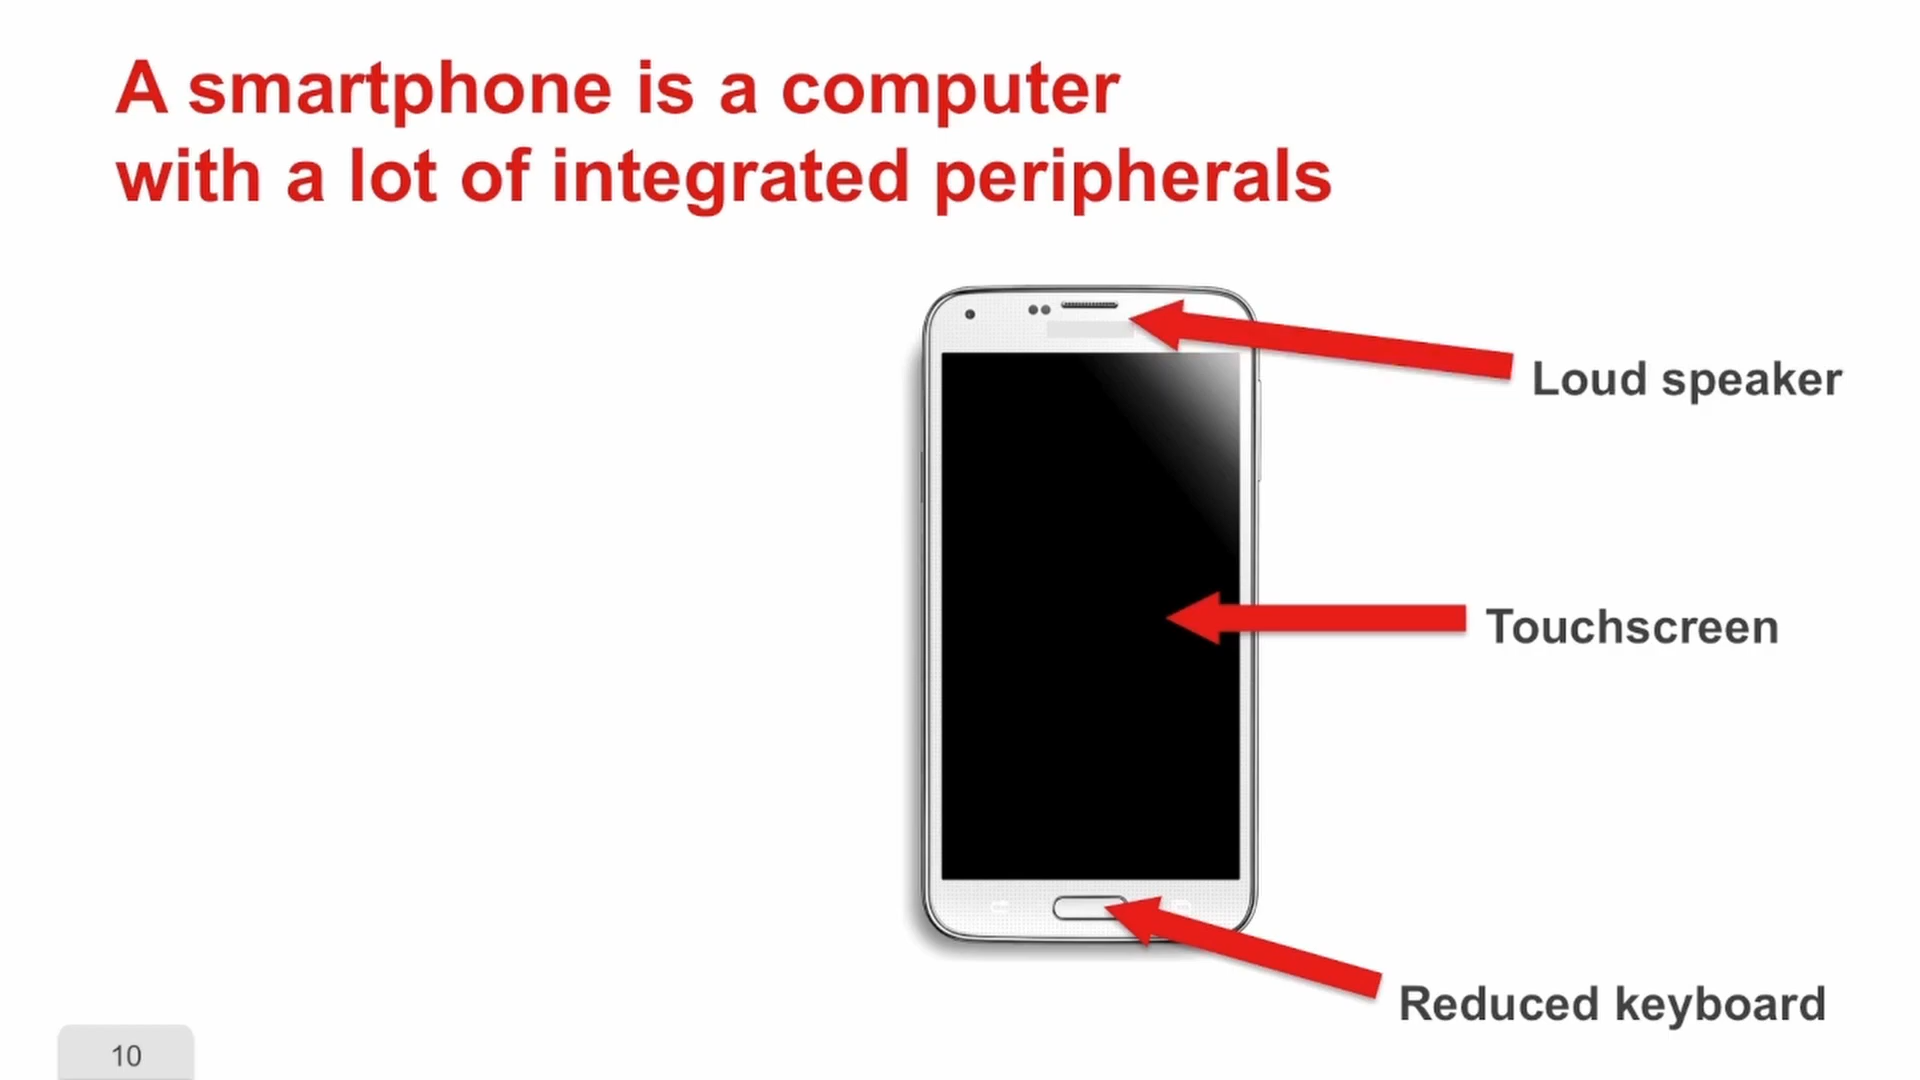 A smartphone is a computer
with a lot of integrated peripherals
Loud speaker
Touchscreen
Reduced keyboard
10